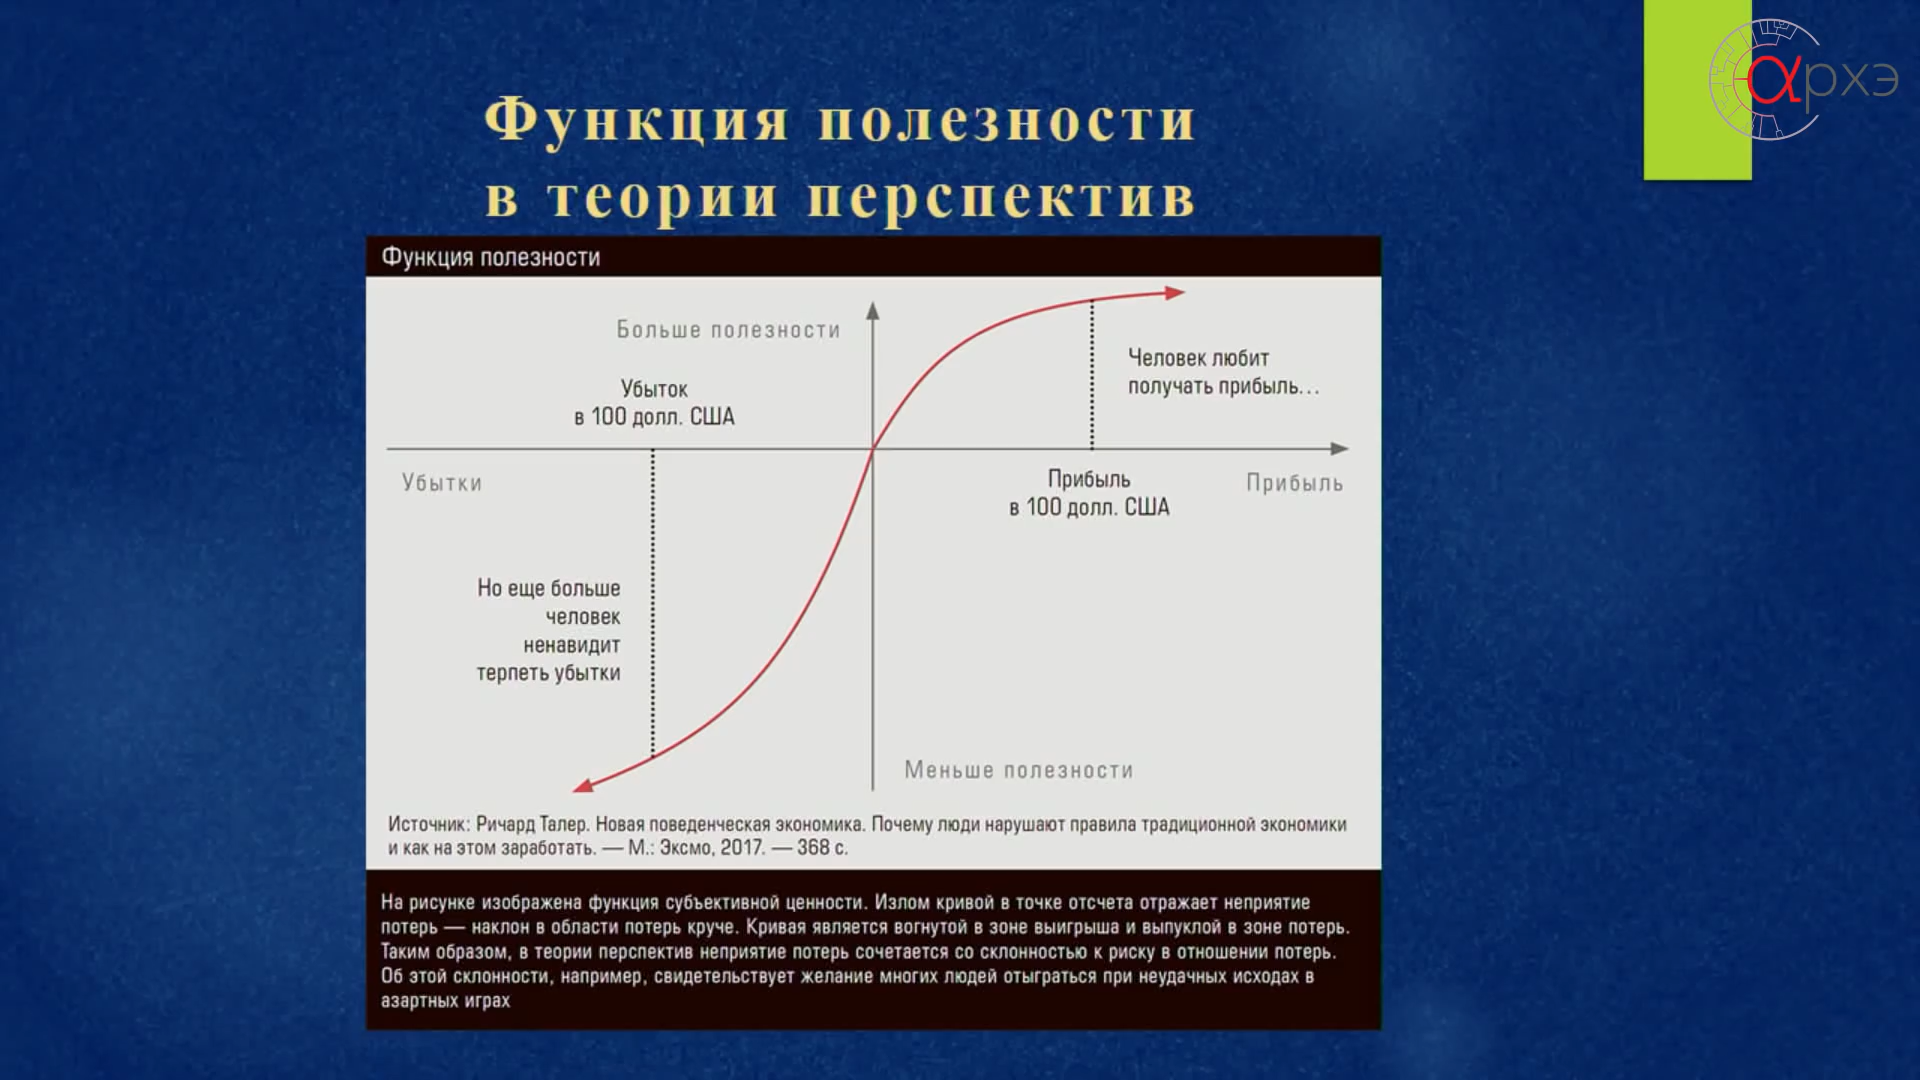 αрхэ
Функция полезности
в теории перспектив
Функция полезности
Больше полезности
Человек любит
получать прибыль...
Убыток
в 100 долл. США
Убытки
Прибыль
в 100 долл. США
Прибыль
Но еще больше
человек
ненавидит
терпеть убытки
Меньше полезности
Источник: Ричард Талер. Новая поведенческая экономика. Почему люди нарушают правила традиционной экономики
и как на этом заработать. — М.: Эксмо, 2017. — 368 с.
На рисунке изображена функция субъективной ценности. Излом кривой в точке отсчета отражает неприятие
потерь — наклон в области потерь круче. Кривая является вогнутой в зоне выигрыша и выпуклой в зоне потерь.
Таким образом, в теории перспектив неприятие потерь сочетается со склонностью к риску в отношении потерь.
Об этой склонности, например, свидетельствует желание многих людей отыграться при неудачных исходах в
азартных играх